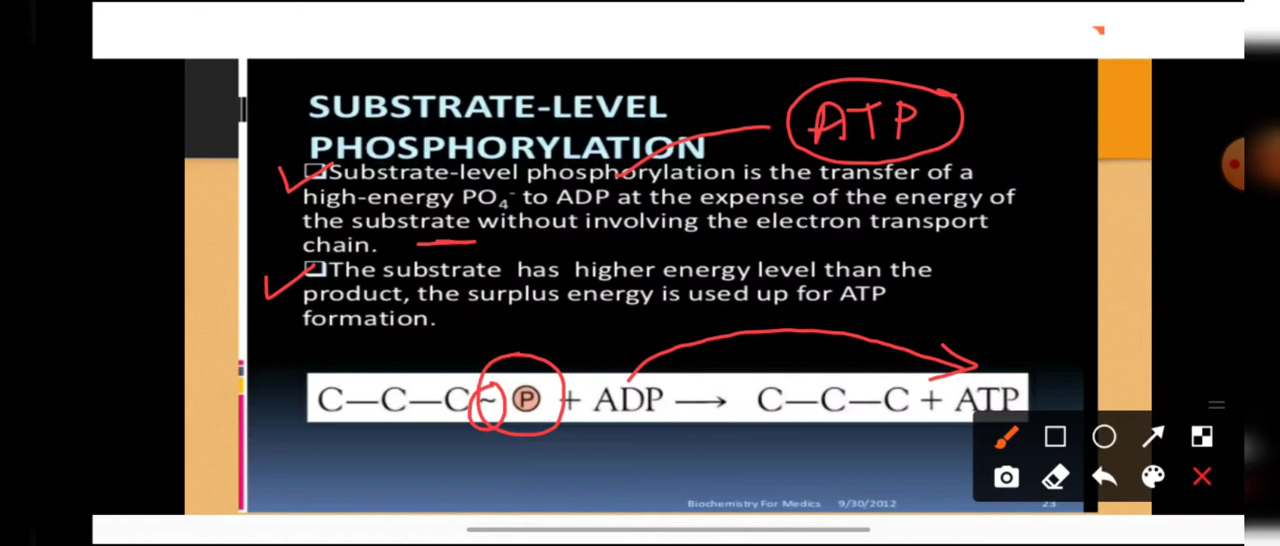 SUBSTRATE-LEVEL
PHOSPHORYLATION
ATP
Substrate-level phosphorylation is the transfer of a
high-energy PO₄⁻ to ADP at the expense of the energy of
the substrate without involving the electron transport
chain.
The substrate has higher energy level than the
product, the surplus energy is used up for ATP
formation.
C—C—C~Ⓟ + ADP ⟶ C—C—C + ATP
Biochemistry For Medics 9/30/2012 23